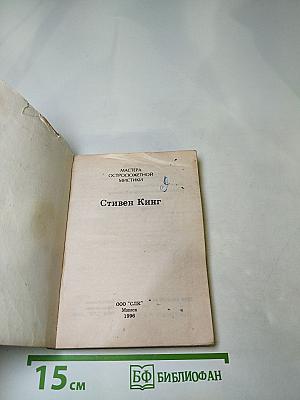 МАСТЕРА
ОСТРОСЮЖЕТНОЙ
МИСТИКИ
Стивен Кинг
ООО "СЛК"
Минск
1996
15 см
БФ БИБЛИОФАН